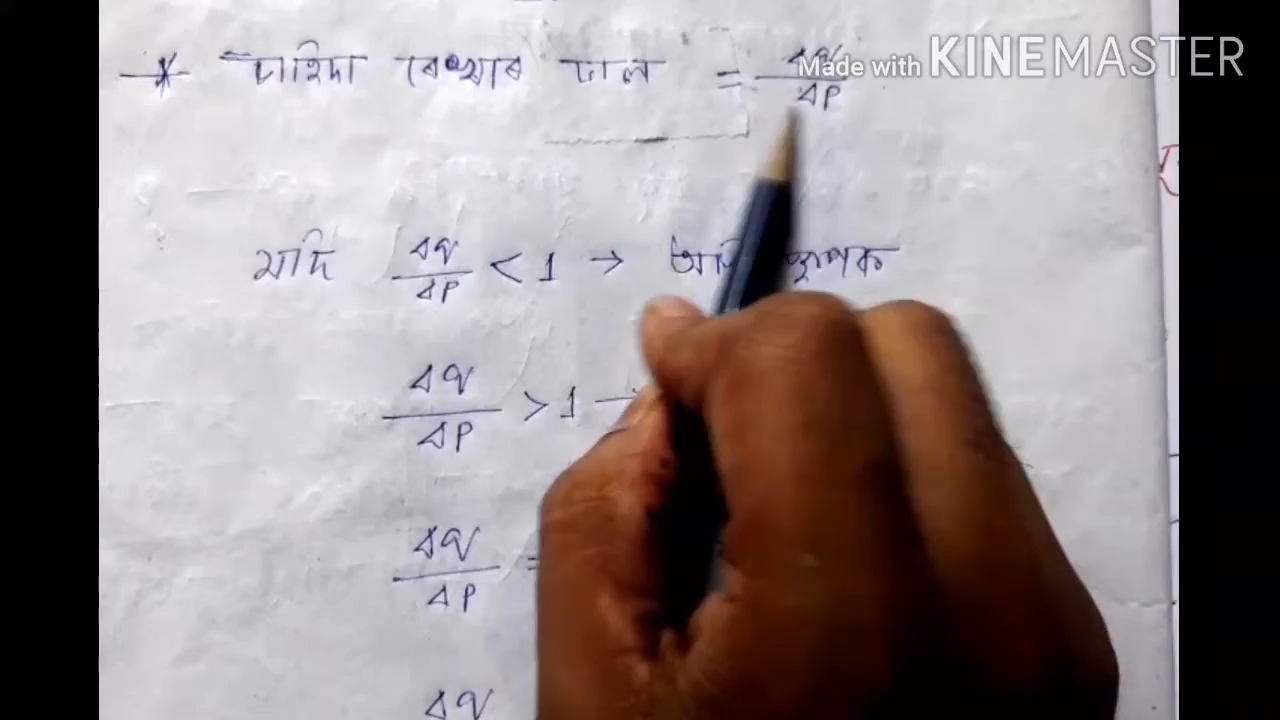 * চাহিদা রেখার ঢাল = Δq/ΔP
Made with KINEMASTER
যদি Δq/ΔP < 1 →
Δq/ΔP > 1 →
Δq/ΔP =
Δq